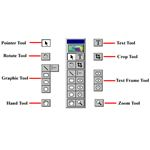 Pointer Tool
Text Tool
Rotate Tool
Crop Tool
Graphic Tool
Text Frame Tool
Hand Tool
Zoom Tool